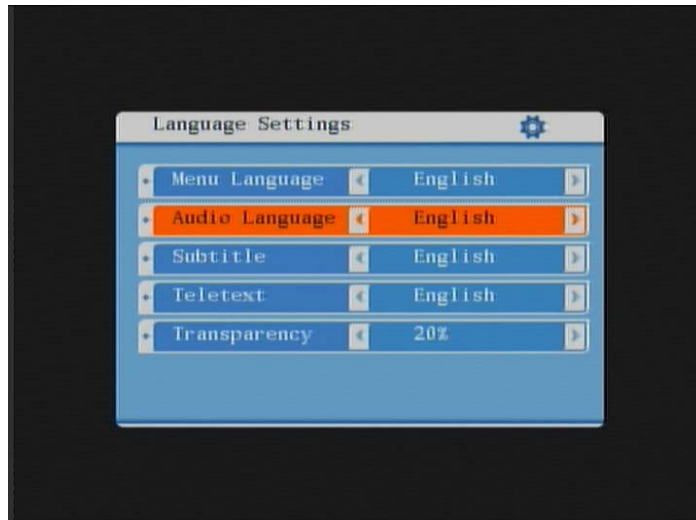 Language Settings
Menu Language English
Audio Language English
Subtitle English
Teletext English
Transparency 20%